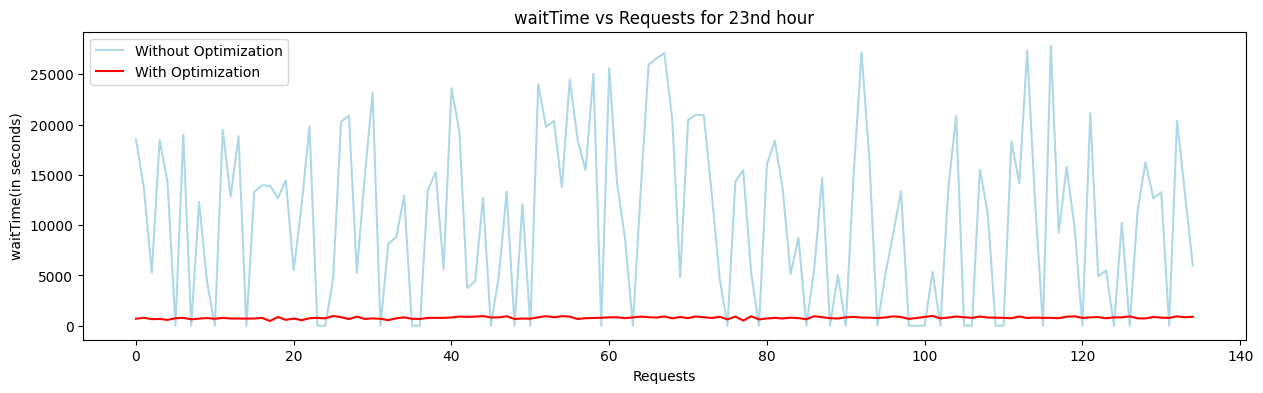 waitTime vs Requests for 23nd hour
Without Optimization
With Optimization
waitTime(in seconds)
25000
20000
15000
10000
5000
0
0 20 40 60 80 100 120 140
Requests